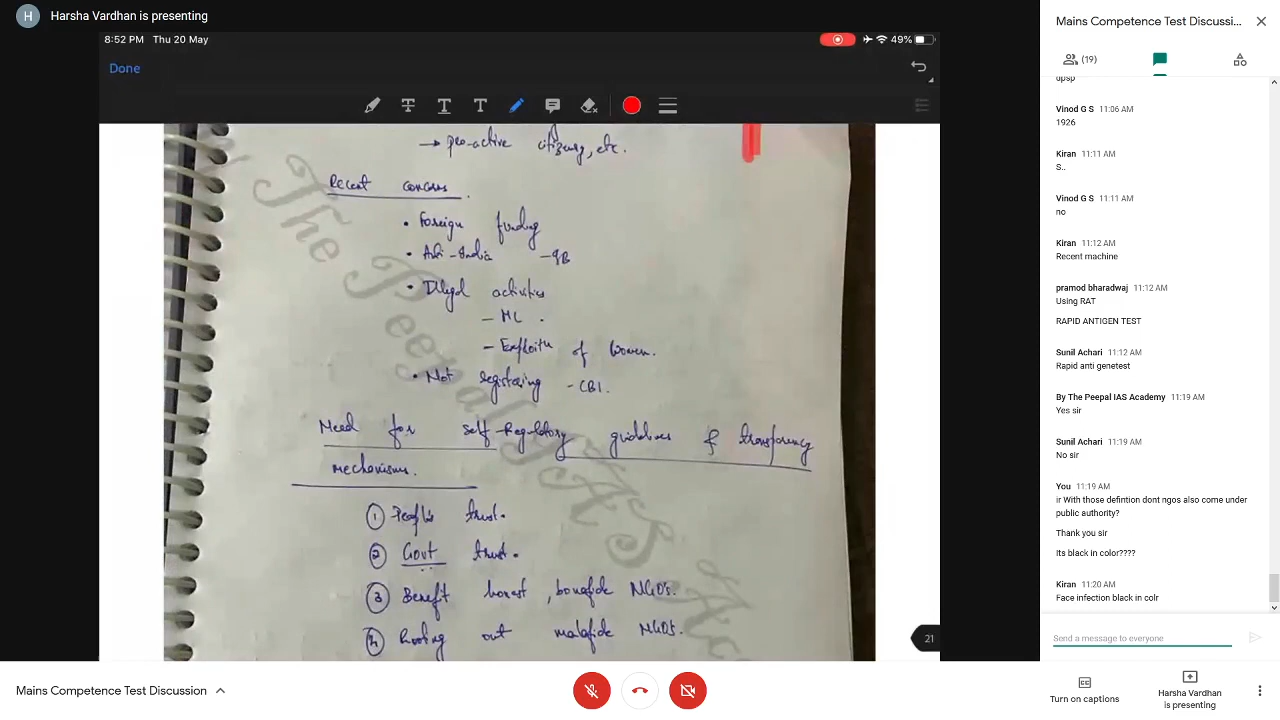 H Harsha Vardhan is presenting
8:52 PM Thu 20 May
49%
Done
→ pro-active citizenry, etc.
Recent concerns
• Foreign funding
• Anti-India - IB
• Illegal activities
- ML
- Exploitn of women.
• Not registering - CBI.
Need for self-Regulatory guidelines & transparency
mechanisms.
1 People's trust.
2 Govt trust.
3 Benefit honest, bonafide NGO's.
4 Rooting out malafide NGOS.
The Peepal IAS
21
Mains Competence Test Discussion
Mains Competence Test Discussi...
(19)
dpsp
Vinod G S 11:06 AM
1926
Kiran 11:11 AM
S..
Vinod G S 11:11 AM
no
Kiran 11:12 AM
Recent machine
pramod bharadwaj 11:12 AM
Using RAT
RAPID ANTIGEN TEST
Sunil Achari 11:12 AM
Rapid anti genetest
By The Peepal IAS Academy 11:19 AM
Yes sir
Sunil Achari 11:19 AM
No sir
You 11:19 AM
ir With those defintion dont ngos also come under
public authority?
Thank you sir
Its black in color????
Kiran 11:20 AM
Face infection black in colr
Send a message to everyone
Turn on captions
Harsha Vardhan
is presenting